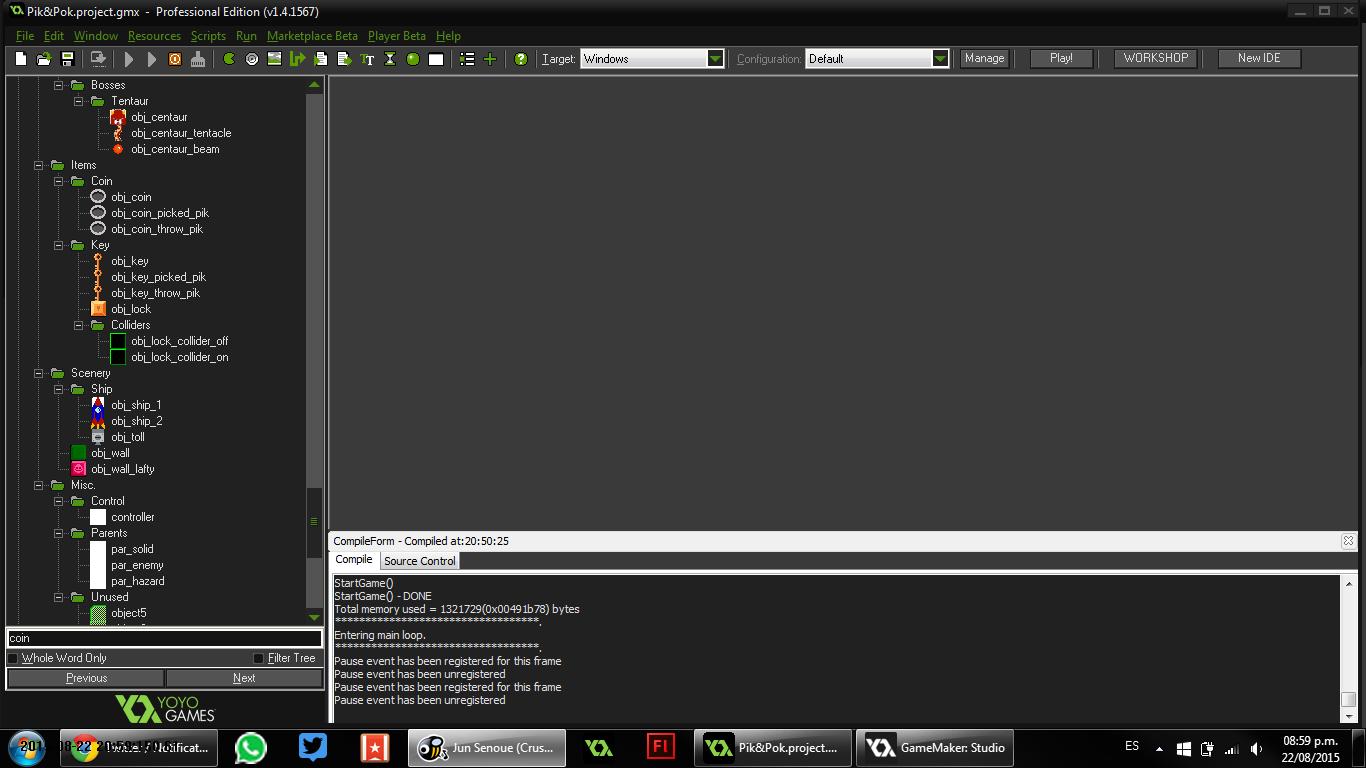 Pik&Pok.project.gmx - Professional Edition (v1.4.1567)
File Edit Window Resources Scripts Run Marketplace Beta Player Beta Help
Target: Windows Configuration: Default Manage Play! WORKSHOP New IDE
Bosses
Tentaur
obj_centaur
obj_centaur_tentacle
obj_centaur_beam
Items
Coin
obj_coin
obj_coin_picked_pik
obj_coin_throw_pik
Key
obj_key
obj_key_picked_pik
obj_key_throw_pik
obj_lock
Colliders
obj_lock_collider_off
obj_lock_collider_on
Scenery
Ship
obj_ship_1
obj_ship_2
obj_toll
obj_wall
obj_wall_lafty
Misc.
Control
controller
Parents
par_solid
par_enemy
par_hazard
Unused
object5
coin
Whole Word Only Filter Tree
Previous Next
YOYO
GAMES
CompileForm - Compiled at:20:50:25
Compile Source Control
StartGame()
StartGame() - DONE
Total memory used = 1321729(0x00491b78) bytes
***********************************.
Entering main loop.
***********************************.
Pause event has been registered for this frame
Pause event has been unregistered
Pause event has been registered for this frame
Pause event has been unregistered
Jun Senoue (Crus... Fl Pik&Pok.project.... GameMaker: Studio ES
08:59 p.m.
22/08/2015